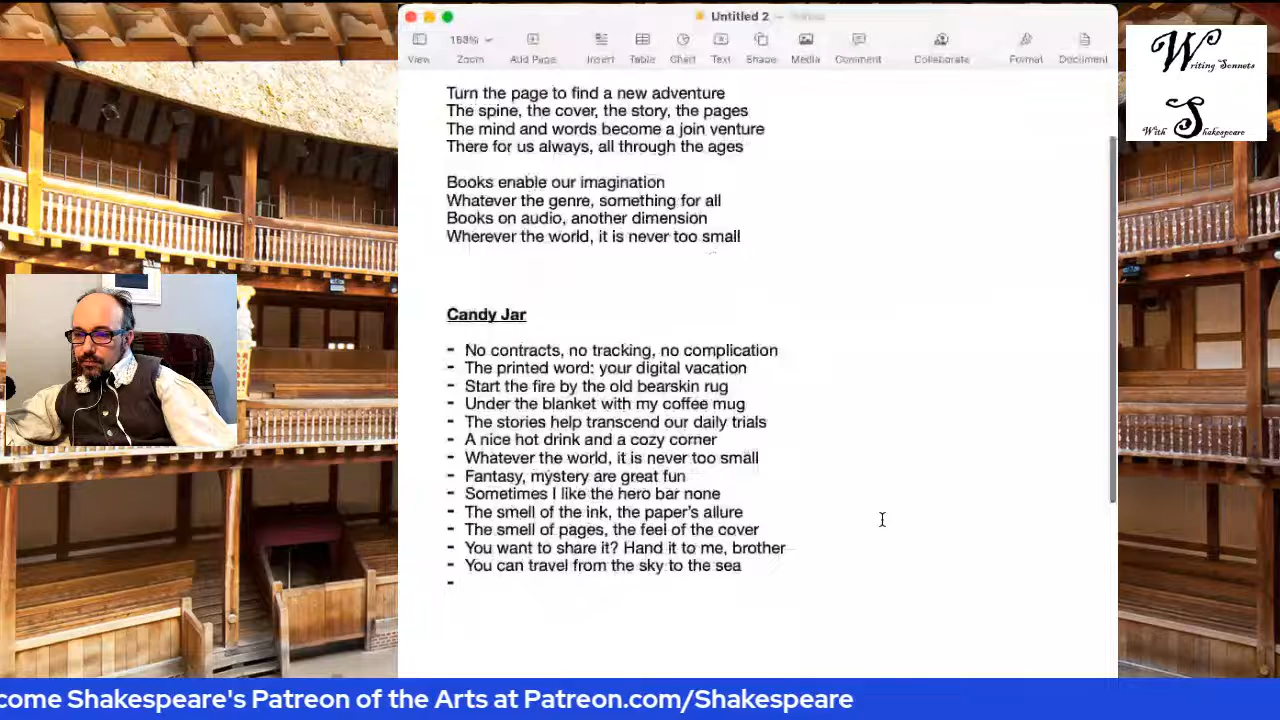 Untitled 2
163%
View
Zoom
Add Page
Insert
Table
Chart
Text
Shape
Media
Comment
Collaborate
Format
Document
Writing Sonnets
With Shakespeare
Turn the page to find a new adventure
The spine, the cover, the story, the pages
The mind and words become a join venture
There for us always, all through the ages
Books enable our imagination
Whatever the genre, something for all
Books on audio, another dimension
Wherever the world, it is never too small
Candy Jar
- No contracts, no tracking, no complication
- The printed word: your digital vacation
- Start the fire by the old bearskin rug
- Under the blanket with my coffee mug
- The stories help transcend our daily trials
- A nice hot drink and a cozy corner
- Whatever the world, it is never too small
- Fantasy, mystery are great fun
- Sometimes I like the hero bar none
- The smell of the ink, the paper's allure
- The smell of pages, the feel of the cover
- You want to share it? Hand it to me, brother
- You can travel from the sky to the sea
-
come Shakespeare's Patreon of the Arts at Patreon.com/Shakespeare